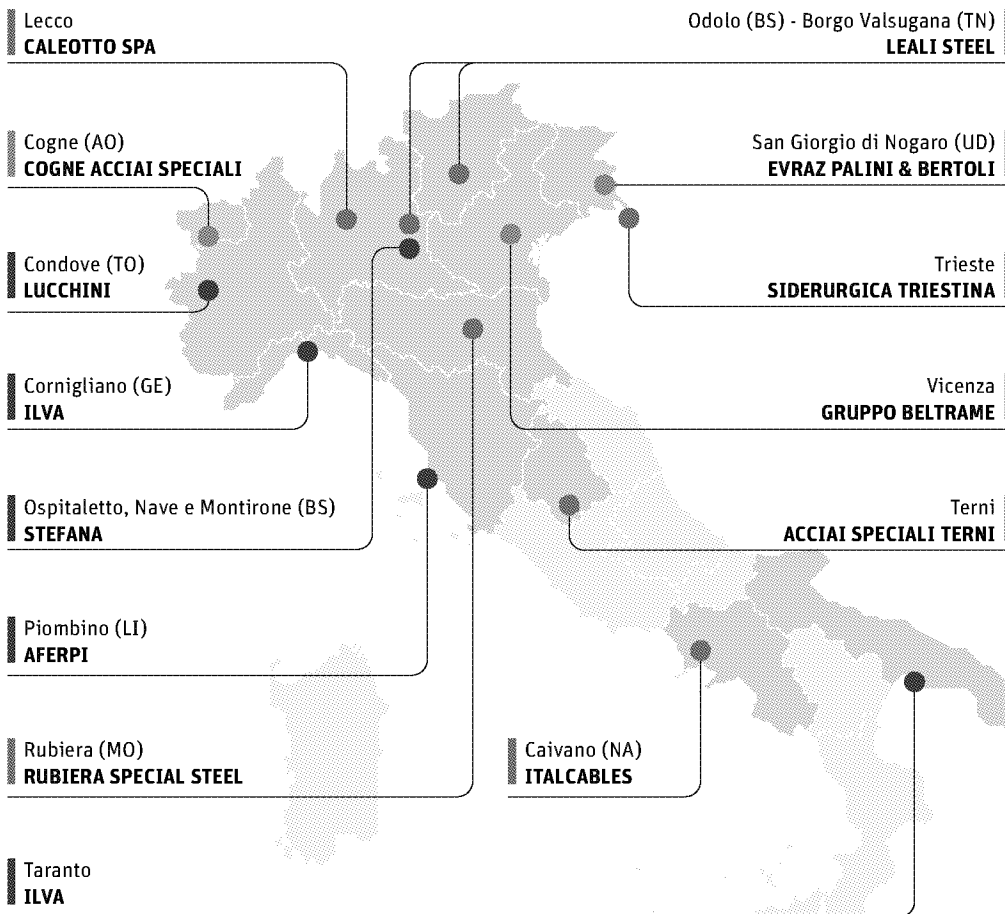 Lecco
CALEOTTO SPA
Odolo (BS) - Borgo Valsugana (TN)
LEALI STEEL
Cogne (AO)
COGNE ACCIAI SPECIALI
San Giorgio di Nogaro (UD)
EVRAZ PALINI & BERTOLI
Condove (TO)
LUCCHINI
Trieste
SIDERURGICA TRIESTINA
Cornigliano (GE)
ILVA
Vicenza
GRUPPO BELTRAME
Ospitaletto, Nave e Montirone (BS)
STEFANA
Terni
ACCIAI SPECIALI TERNI
Piombino (LI)
AFERPI
Rubiera (MO)
RUBIERA SPECIAL STEEL
Caivano (NA)
ITALCABLES
Taranto
ILVA